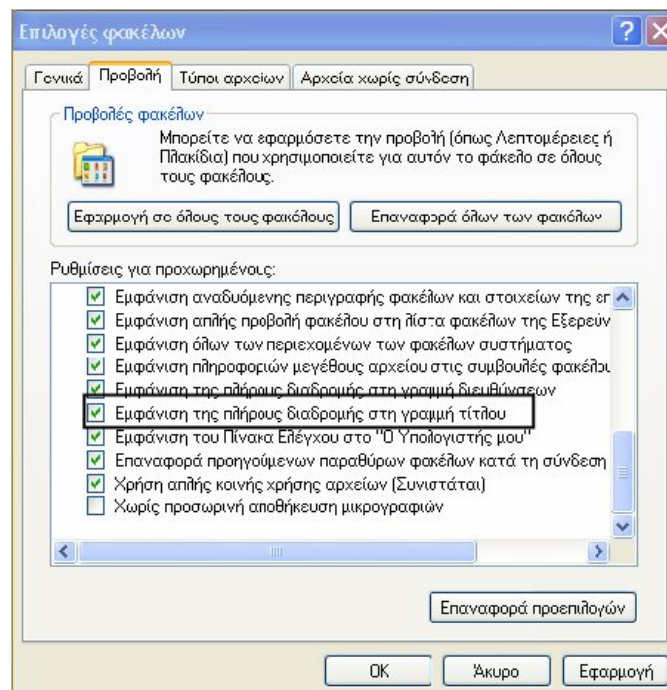 Επιλογές φακέλων
Γενικά Προβολή Τύποι αρχείων Αρχεία χωρίς σύνδεση
Προβολές φακέλων
Μπορείτε να εφαρμόσετε την προβολή (όπως Λεπτομέρειες ή
Πλακίδια) που χρησιμοποιείτε για αυτόν το φάκελο σε όλους
τους φακέλους.
Εφαρμογή σε όλους τους φακέλους Επαναφορά όλων των φακέλων
Ρυθμίσεις για προχωρημένους:
Εμφάνιση αναδυόμενης περιγραφής φακέλων και στοιχείων της επ
Εμφάνιση απλής προβολή φακέλου στη λίστα φακέλων της Εξερεύν
Εμφάνιση όλων των περιεχομένων των φακέλων συστήματος
Εμφάνιση πληροφοριών μεγέθους αρχείου στις συμβουλές φακέλου
Εμφάνιση της πλήρους διαδρομής στη γραμμή διευθύνσεων
Εμφάνιση της πλήρους διαδρομής στη γραμμή τίτλου
Εμφάνιση του Πίνακα Ελέγχου στο "Ο Υπολογιστής μου"
Επαναφορά προηγούμενων παραθύρων φακέλων κατά τη σύνδεση
Χρήση απλής κοινής χρήσης αρχείων (Συνιστάται)
Χωρίς προσωρινή αποθήκευση μικρογραφιών
Επαναφορά προεπιλογών
OK Άκυρο Εφαρμογή